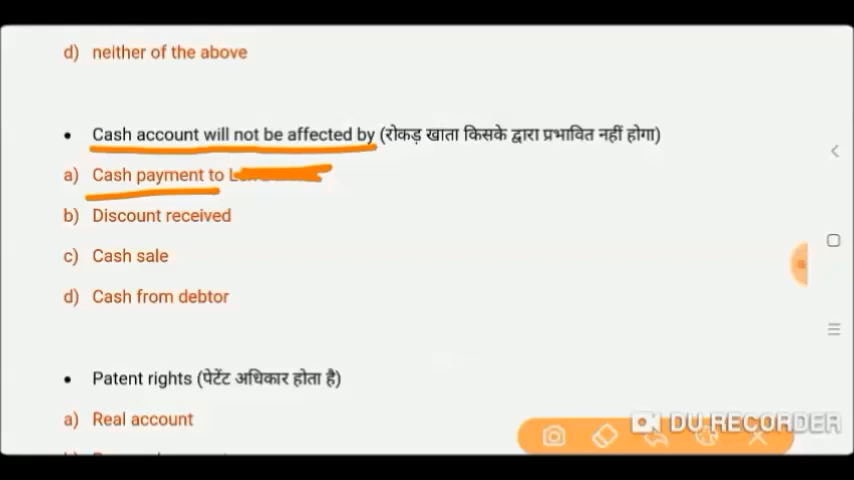 d) neither of the above
• Cash account will not be affected by (रोकड़ खाता किसके द्वारा प्रभावित नहीं होगा)
a) Cash payment to
b) Discount received
c) Cash sale
d) Cash from debtor
• Patent rights (पेटेंट अधिकार होता है)
a) Real account
DU RECORDER